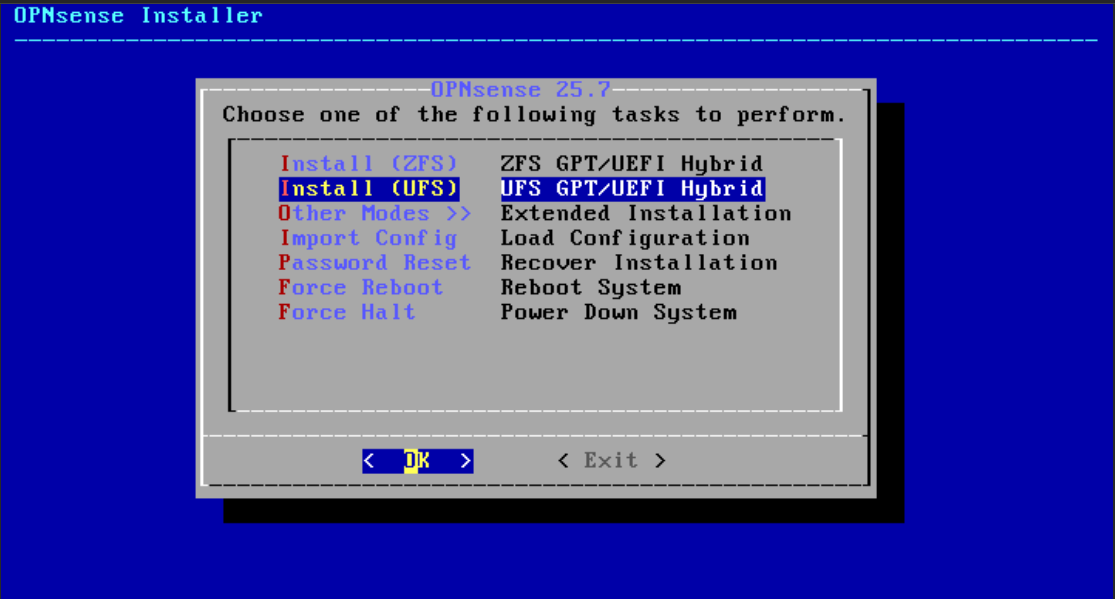 OPNsense Installer
OPNsense 25.7
Choose one of the following tasks to perform.
Install (ZFS) ZFS GPT/UEFI Hybrid
Install (UFS) UFS GPT/UEFI Hybrid
Other Modes >> Extended Installation
Import Config Load Configuration
Password Reset Recover Installation
Force Reboot Reboot System
Force Halt Power Down System
< OK > < Exit >